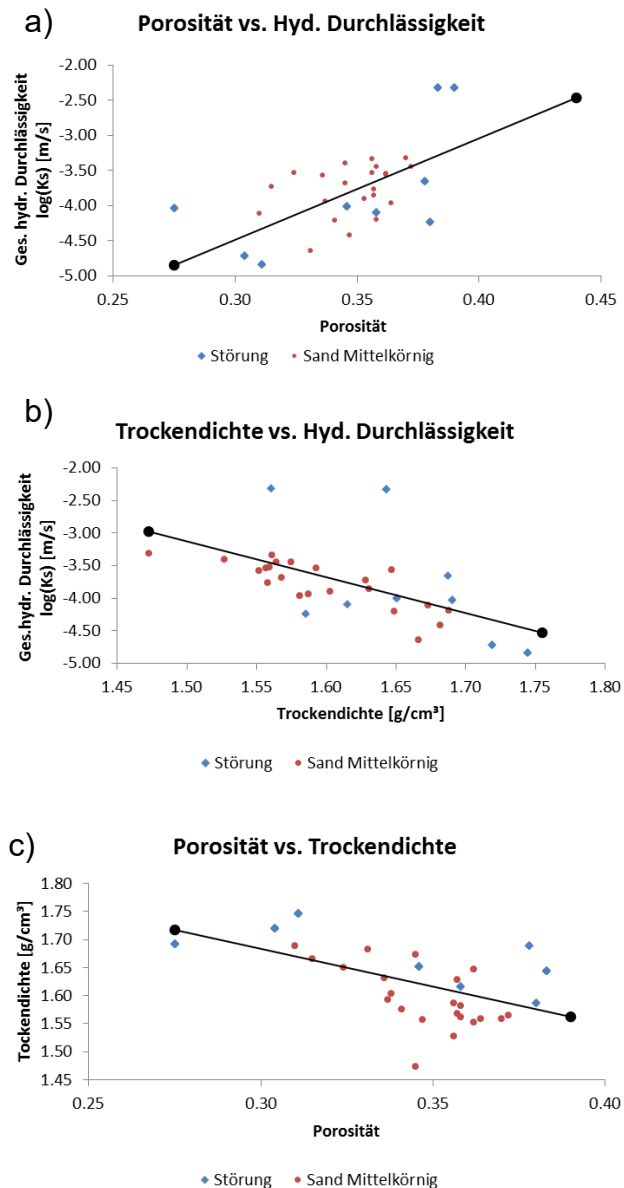 a)
Porosität vs. Hyd. Durchlässigkeit
Ges. hydr. Durchlässigkeit
log(Ks) [m/s]
-2.00
-2.50
-3.00
-3.50
-4.00
-4.50
-5.00
0.25 0.30 0.35 0.40 0.45
Porosität
Störung Sand Mittelkörnig
b)
Trockendichte vs. Hyd. Durchlässigkeit
Ges.hydr. Durchlässigkeit
log(Ks) [m/s]
-2.00
-2.50
-3.00
-3.50
-4.00
-4.50
-5.00
1.45 1.50 1.55 1.60 1.65 1.70 1.75 1.80
Trockendichte [g/cm³]
Störung Sand Mittelkörnig
c)
Porosität vs. Trockendichte
Tockendichte [g/cm³]
1.80
1.75
1.70
1.65
1.60
1.55
1.50
1.45
0.25 0.30 0.35 0.40
Porosität
Störung Sand Mittelkörnig